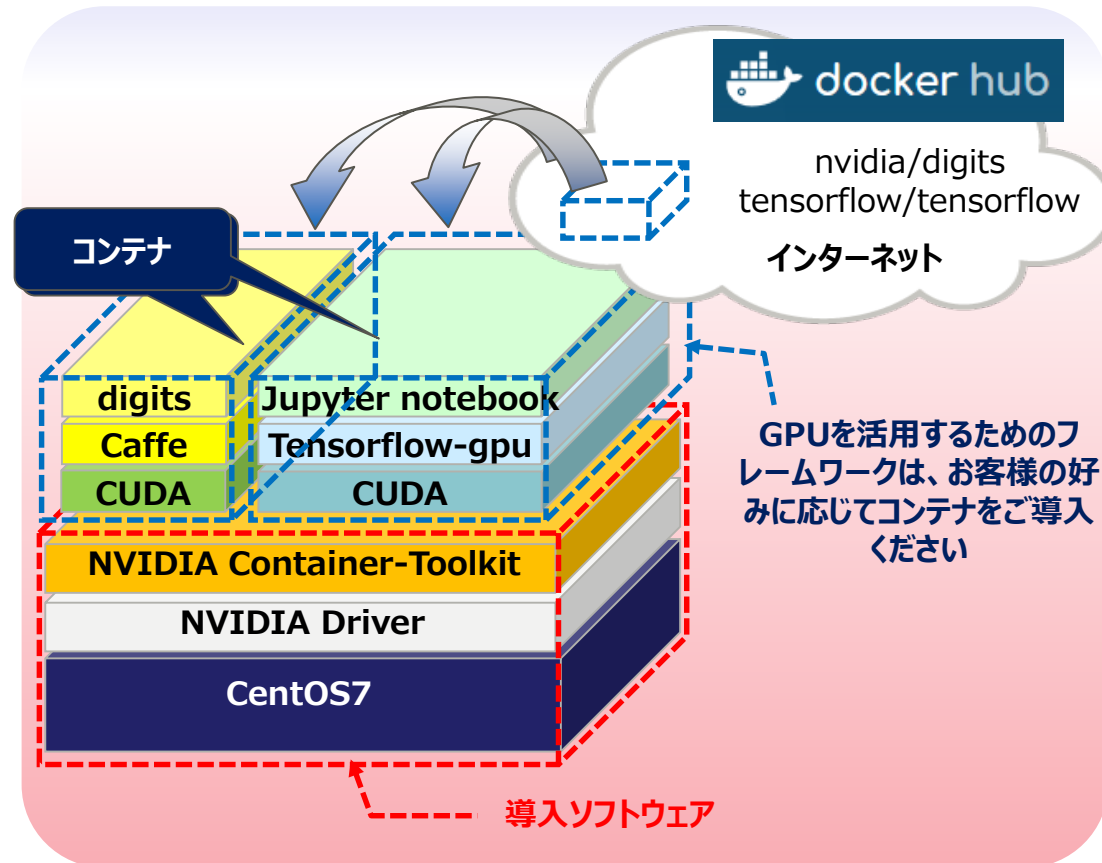 docker hub
nvidia/digits
tensorflow/tensorflow
インターネット
コンテナ
digits
Caffe
CUDA
Jupyter notebook
Tensorflow-gpu
CUDA
GPUを活用するためのフ
レームワークは、お客様の好
みに応じてコンテナをご導入
ください
NVIDIA Container-Toolkit
NVIDIA Driver
CentOS7
導入ソフトウェア